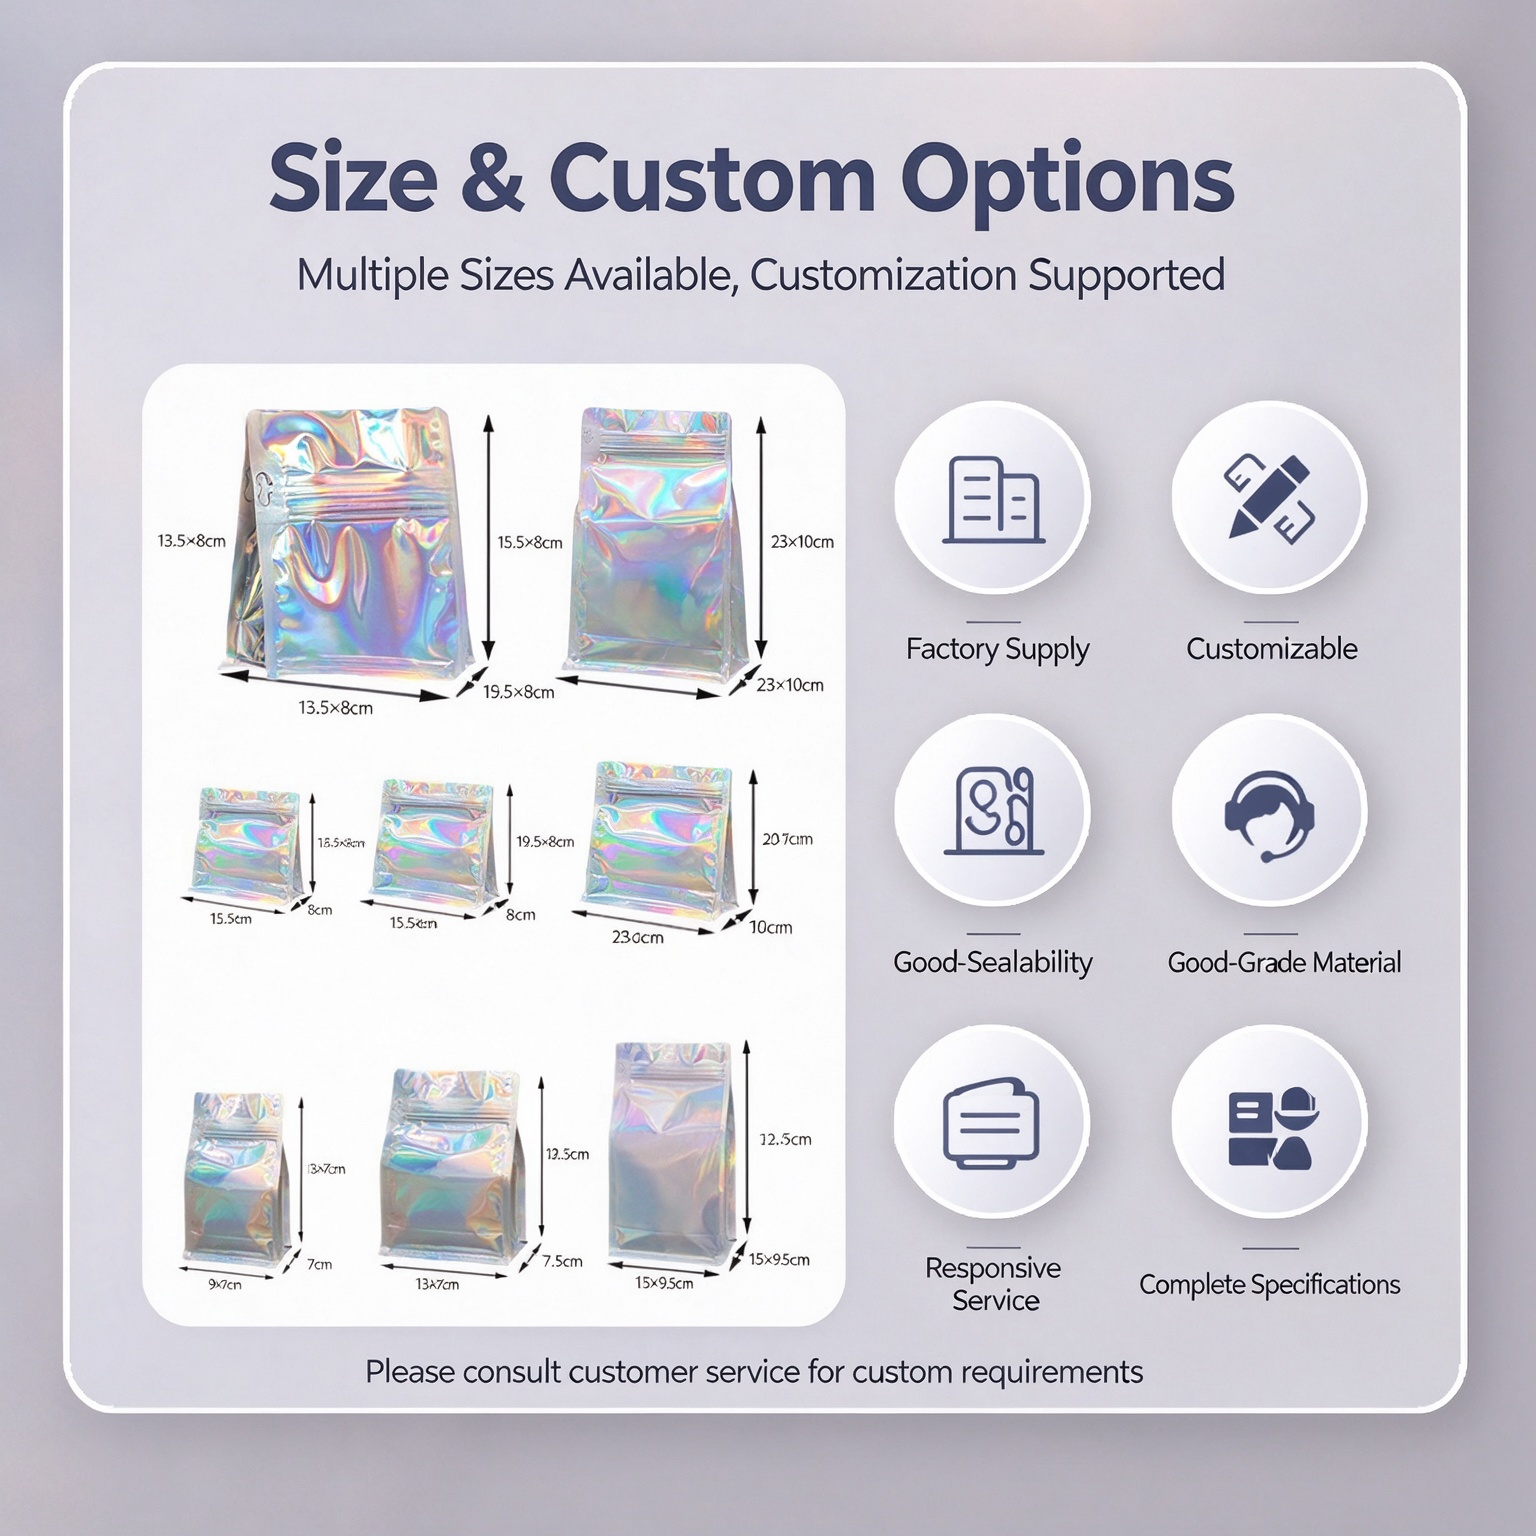 Size & Custom Options
Multiple Sizes Available, Customization Supported
13.5×8cm
15.5×8cm
23×10cm
19.5×8cm
13.5×8cm
23×10cm
19.5×8cm
15.5cm
8cm
8cm
10cm
12.5cm
12.5cm
7cm
7.5cm
15×9.5cm
9×7cm
13×7cm
15×9.5cm
Factory Supply
Customizable
Good-Sealability
Good-Grade Material
Responsive
Service
Complete Specifications
Please consult customer service for custom requirements